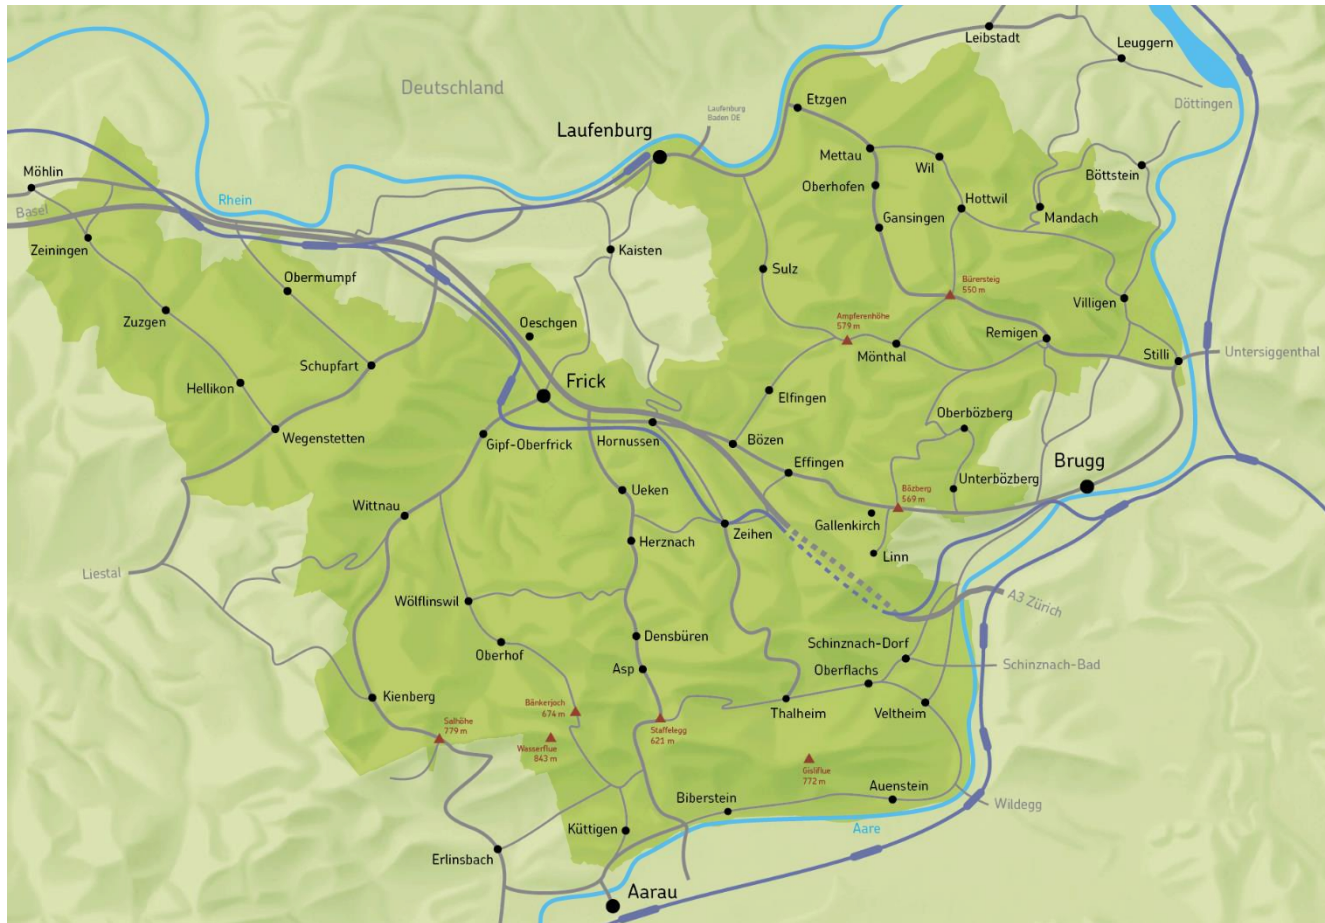 Leibstadt
Leuggern
Deutschland
Etzgen
Döttingen
Laufenburg
Baden DE
Laufenburg
Mettau
Wil
Böttstein
Möhlin
Oberhofen
Hottwil
Rhein
Basel
Gansingen
Mandach
Zeiningen
Kaisten
Obermumpf
Sulz
Bürersteig
550 m
Villigen
Zuzgen
Oeschgen
Ampferenhöhe
579 m
Remigen
Mönthal
Stilli
Untersiggenthal
Schupfart
Frick
Hellikon
Elfingen
Oberbözberg
Wegenstetten
Gipf-Oberfrick
Hornussen
Bözen
Effingen
Brugg
Ueken
Unterbözberg
Bözberg
569 m
Wittnau
Gallenkirch
Zeihen
Herznach
Linn
Liestal
A3 Zürich
Wölflinswil
Densbüren
Schinznach-Dorf
Oberhof
Asp
Oberflachs
Schinznach-Bad
Kienberg
Bänkerjoch
674 m
Thalheim
Veltheim
Salhöhe
779 m
Staffelegg
621 m
Wasserflue
843 m
Gisliflue
772 m
Auenstein
Biberstein
Wildegg
Küttigen
Aare
Erlinsbach
Aarau